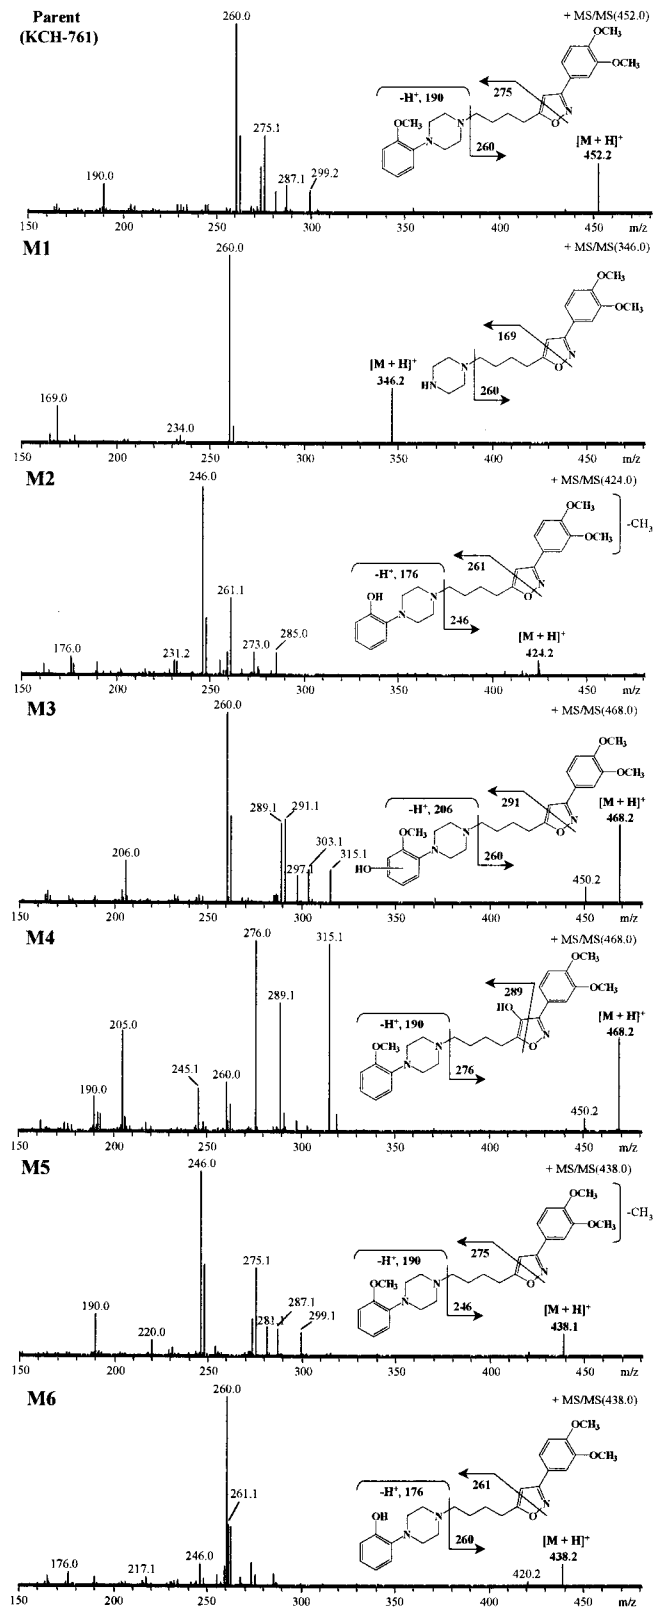 Parent
(KCH-761)
260.0
+ MS/MS(452.0)
OCH3
OCH3
-H+, 190
275
OCH3
N
N
O
N
260
[M + H]+
452.2
275.1
190.0
287.1
299.2
150 200 250 300 350 400 450 m/z
M1
260.0
+ MS/MS(346.0)
OCH3
OCH3
169
[M + H]+
346.2
N
HN
O
N
260
169.0
234.0
150 200 250 300 350 400 450 m/z
M2
246.0
+ MS/MS(424.0)
OCH3
OCH3
-CH3
261
-H+, 176
OH
N
N
O
N
246
261.1
[M + H]+
424.2
176.0
231.2
273.0
285.0
150 200 250 300 350 400 450 m/z
M3
260.0
+ MS/MS(468.0)
OCH3
OCH3
291
-H+, 206
[M + H]+
468.2
289.1
291.1
OCH3
N
N
O
N
HO
260
206.0
297.
303.1
315.1
450.2
150 200 250 300 350 400 450 m/z
M4
276.0
315.1
+ MS/MS(468.0)
OCH3
OCH3
289
HO
[M + H]+
468.2
289.1
-H+, 190
OCH3
N
N
O
N
276
205.0
245.1
260.0
190.0
450.2
150 200 250 300 350 400 450 m/z
M5
246.0
+ MS/MS(438.0)
OCH3
OCH3
-CH3
275
-H+, 190
275.1
OCH3
N
N
O
N
246
190.0
220.0
287.1
299.1
[M + H]+
438.1
150 200 250 300 350 400 450 m/z
M6
260.0
+ MS/MS(438.0)
OCH3
OCH3
261
-H+, 176
261.1
OH
N
N
O
N
260
[M + H]+
438.2
176.0
217.1
246.0
420.2
150 200 250 300 350 400 450 m/z